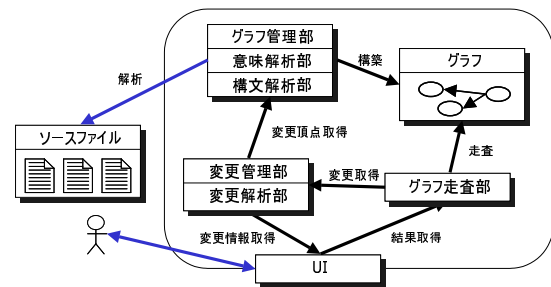 グラフ管理部
意味解析部
構文解析部
グラフ
構築
解析
ソースファイル
変更頂点取得
走査
変更管理部
変更解析部
変更取得
グラフ走査部
変更情報取得
結果取得
UI